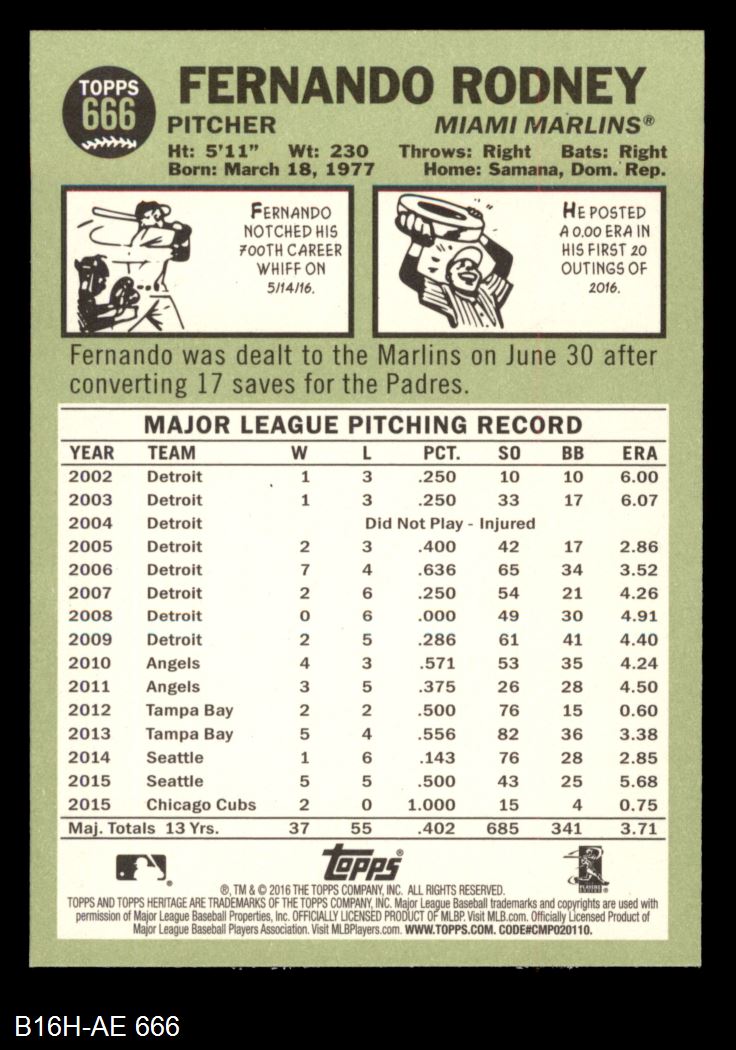 TOPPS
666
FERNANDO RODNEY
PITCHER MIAMI MARLINS®
Ht: 5'11" Wt: 230 Throws: Right Bats: Right
Born: March 18, 1977 Home: Samana, Dom. Rep.
FERNANDO
NOTCHED HIS
700TH CAREER
WHIFF ON
5/14/16.
HE POSTED
A 0.00 ERA IN
HIS FIRST 20
OUTINGS OF
2016.
Fernando was dealt to the Marlins on June 30 after
converting 17 saves for the Padres.
MAJOR LEAGUE PITCHING RECORD
YEAR TEAM W L PCT. SO BB ERA
2002 Detroit 1 3 .250 10 10 6.00
2003 Detroit 1 3 .250 33 17 6.07
2004 Detroit Did Not Play - Injured
2005 Detroit 2 3 .400 42 17 2.86
2006 Detroit 7 4 .636 65 34 3.52
2007 Detroit 2 6 .250 54 21 4.26
2008 Detroit 0 6 .000 49 30 4.91
2009 Detroit 2 5 .286 61 41 4.40
2010 Angels 4 3 .571 53 35 4.24
2011 Angels 3 5 .375 26 28 4.50
2012 Tampa Bay 2 2 .500 76 15 0.60
2013 Tampa Bay 5 4 .556 82 36 3.38
2014 Seattle 1 6 .143 76 28 2.85
2015 Seattle 5 5 .500 43 25 5.68
2015 Chicago Cubs 2 0 1.000 15 4 0.75
Maj. Totals 13 Yrs. 37 55 .402 685 341 3.71
topps®
®, TM & © 2016 THE TOPPS COMPANY, INC. ALL RIGHTS RESERVED.
TOPPS AND TOPPS HERITAGE ARE TRADEMARKS OF THE TOPPS COMPANY, INC. Major League Baseball trademarks and copyrights are used with
permission of Major League Baseball Properties, Inc. OFFICIALLY LICENSED PRODUCT OF MLBP. Visit MLB.com. Officially Licensed Product of
Major League Baseball Players Association. Visit MLBPlayers.com. WWW.TOPPS.COM. CODE#CMP020110.
B16H-AE 666